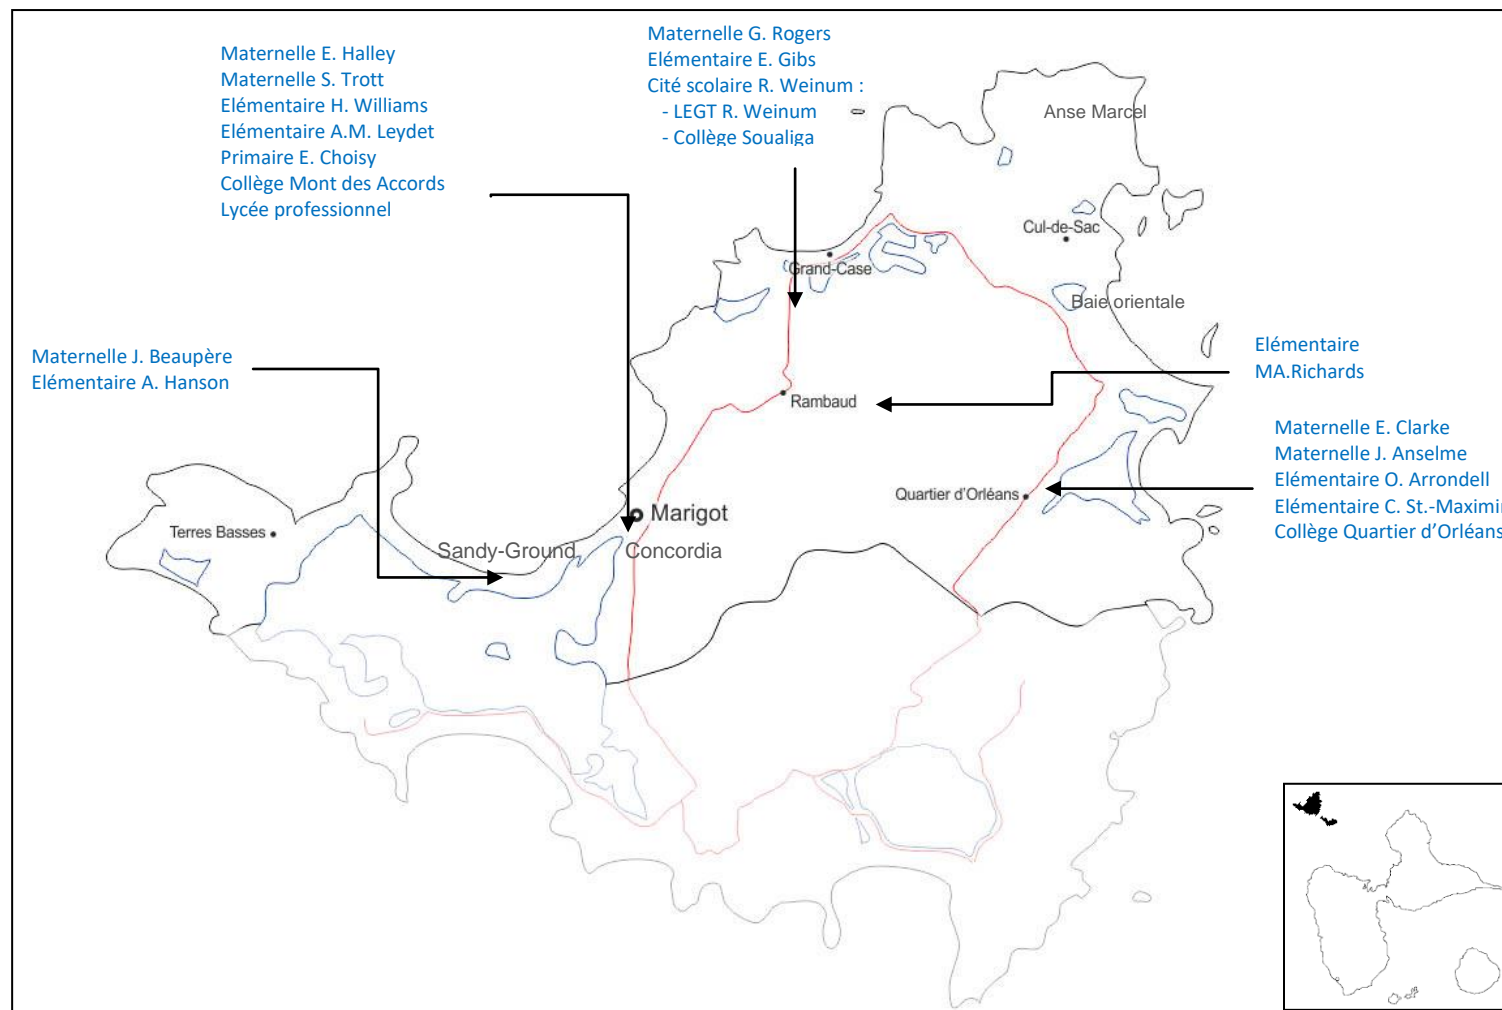 Maternelle E. Halley
Maternelle S. Trott
Elémentaire H. Williams
Elémentaire A.M. Leydet
Primaire E. Choisy
Collège Mont des Accords
Lycée professionnel
Maternelle G. Rogers
Elémentaire E. Gibs
Cité scolaire R. Weinum :
- LEGT R. Weinum
- Collège Soualiga
Anse Marcel
Cul-de-Sac
Grand-Case
Baie orientale
Maternelle J. Beaupère
Elémentaire A. Hanson
Elémentaire
MA.Richards
Rambaud
Maternelle E. Clarke
Maternelle J. Anselme
Elémentaire O. Arrondell
Elémentaire C. St.-Maximin
Collège Quartier d'Orléans
Quartier d'Orléans
Marigot
Terres Basses
Sandy-Ground
Concordia